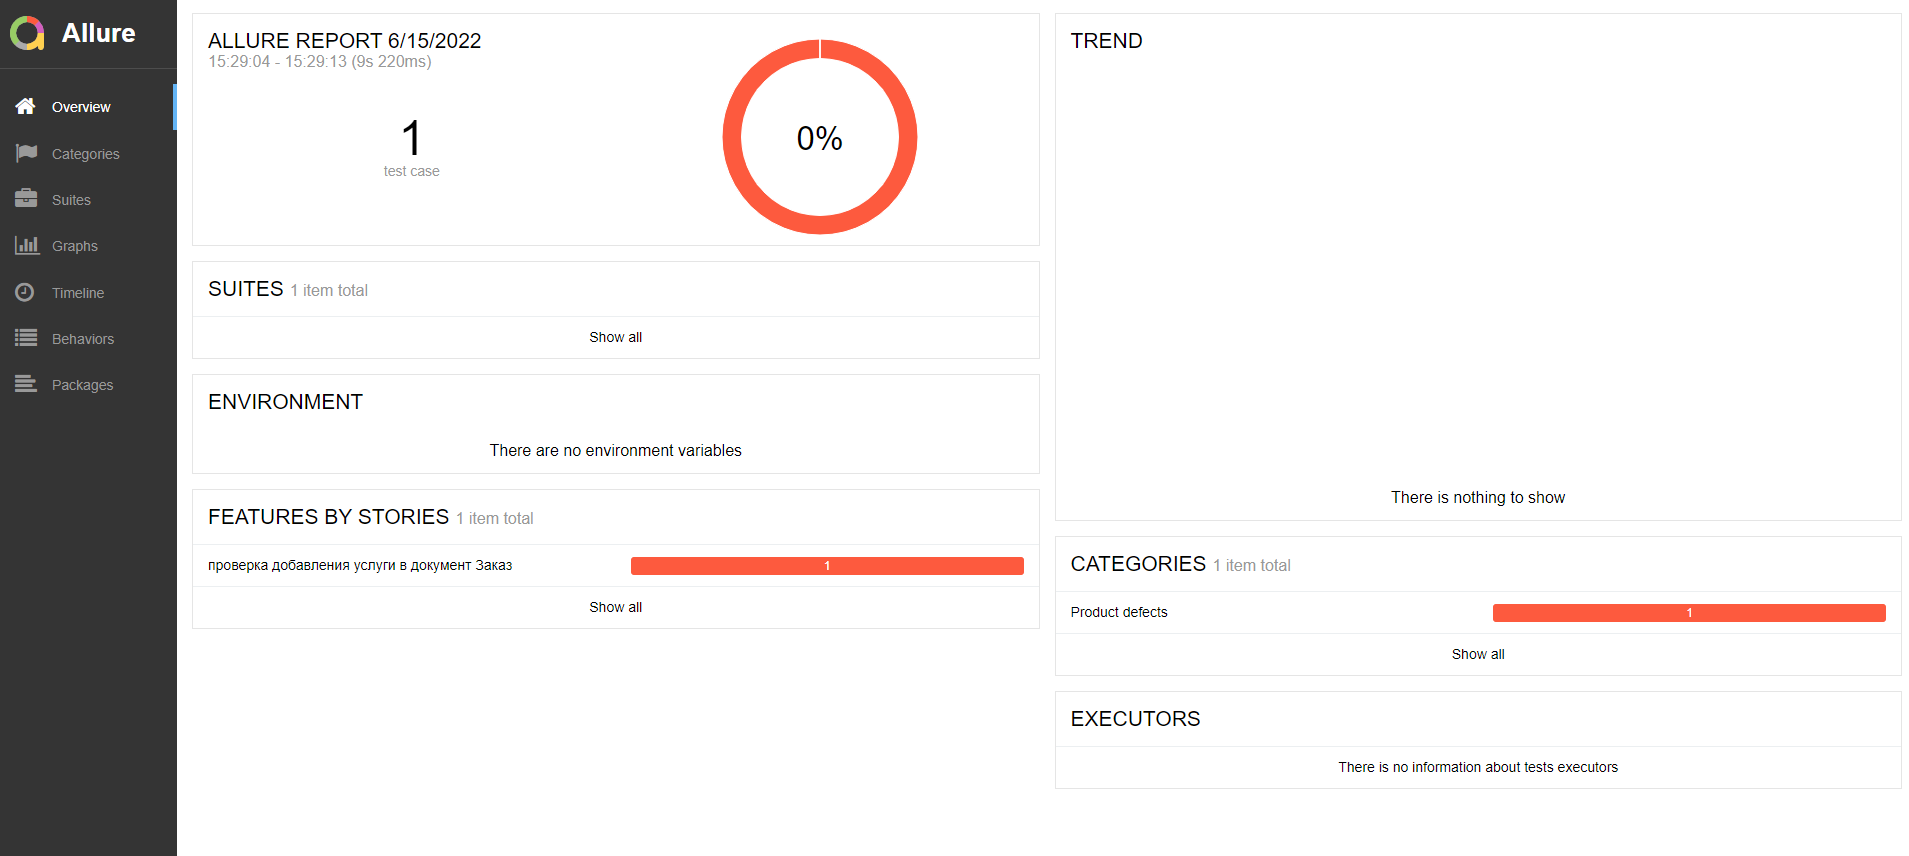 Allure
Overview
Categories
Suites
Graphs
Timeline
Behaviors
Packages
ALLURE REPORT 6/15/2022
15:29:04 - 15:29:13 (9s 220ms)
1
test case
0%
SUITES 1 item total
Show all
ENVIRONMENT
There are no environment variables
FEATURES BY STORIES 1 item total
проверка добавления услуги в документ Заказ 1
Show all
TREND
There is nothing to show
CATEGORIES 1 item total
Product defects 1
Show all
EXECUTORS
There is no information about tests executors